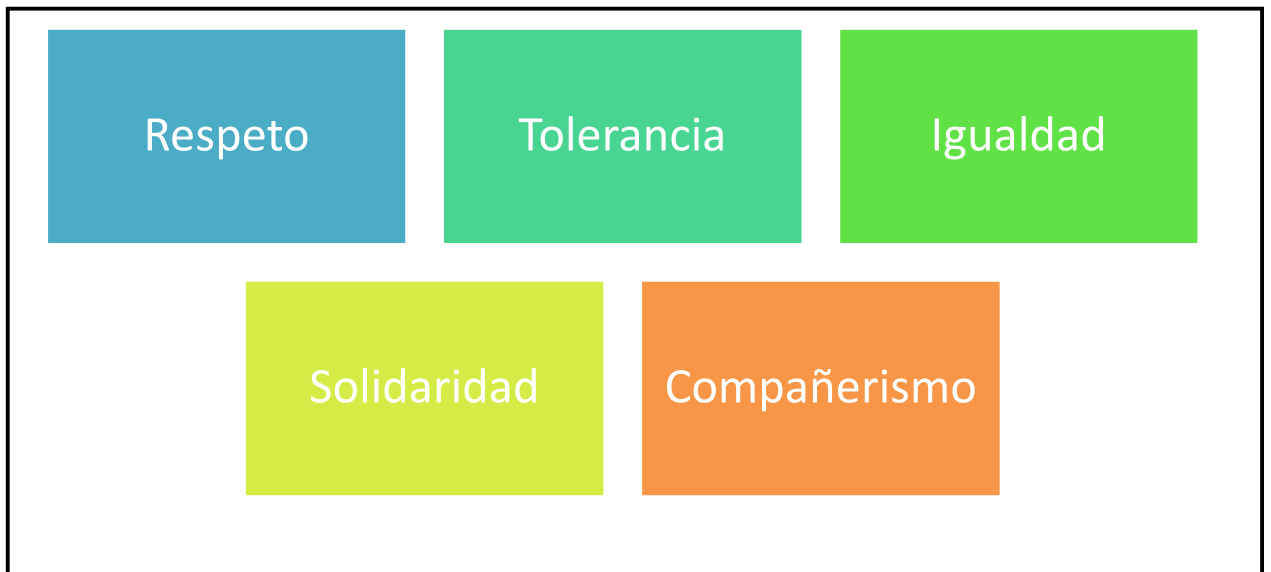 Respeto
Tolerancia
Igualdad
Solidaridad
Compañerismo